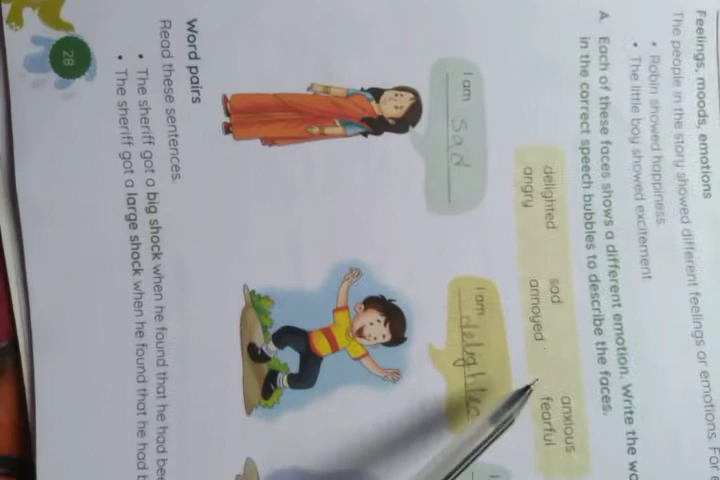 Feelings, moods, emotions
The people in the story showed different feelings or emotions. For
• Robin showed happiness
• The little boy showed excitement
A. Each of these faces shows a different emotion. Write the
in the correct speech bubbles to describe the faces.
delighted sad anxious
angry annoyed fearful
I am sad
I am delighted
Word pairs
Read these sentences.
• The sheriff got a big shock when he found that he had
• The sheriff got a large shock when he found that he had
28